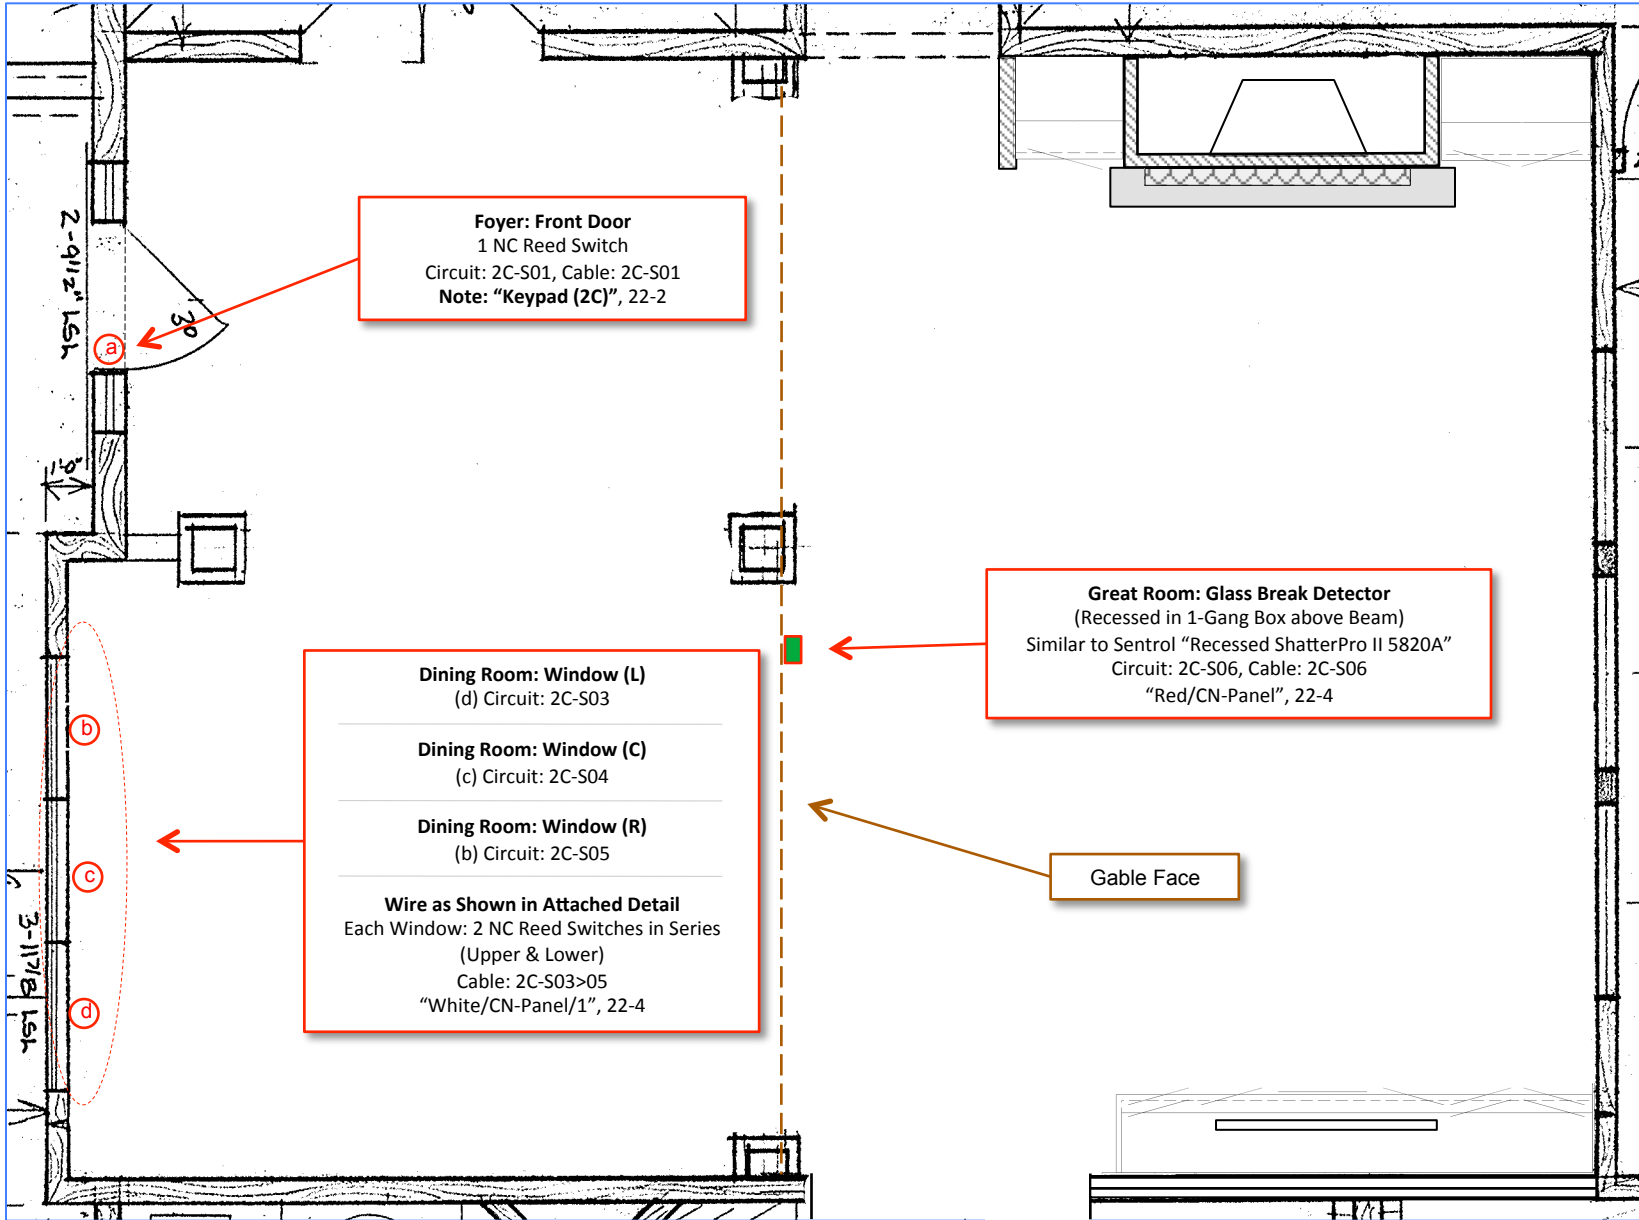 Foyer: Front Door
1 NC Reed Switch
Circuit: 2C-S01, Cable: 2C-S01
Note: “Keypad (2C)”, 22-2
30
a
Great Room: Glass Break Detector
(Recessed in 1-Gang Box above Beam)
Similar to Sentrol “Recessed ShatterPro II 5820A”
Circuit: 2C-S06, Cable: 2C-S06
“Red/CN-Panel”, 22-4
Dining Room: Window (L)
(d) Circuit: 2C-S03
Dining Room: Window (C)
(c) Circuit: 2C-S04
Dining Room: Window (R)
(b) Circuit: 2C-S05
Wire as Shown in Attached Detail
Each Window: 2 NC Reed Switches in Series
(Upper & Lower)
Cable: 2C-S03>05
“White/CN-Panel/1”, 22-4
b
c
d
Gable Face